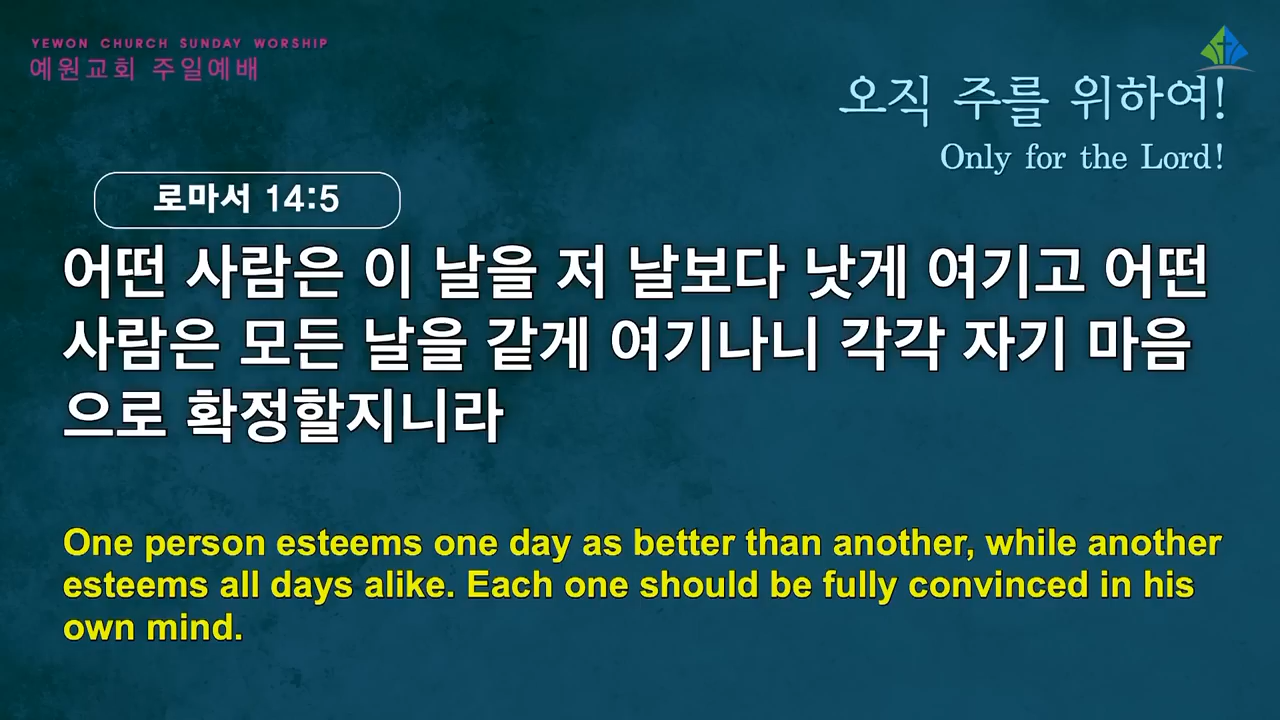 YEWON CHURCH SUNDAY WORSHIP
예원교회 주일예배
오직 주를 위하여!
Only for the Lord!
로마서 14:5
어떤 사람은 이 날을 저 날보다 낫게 여기고 어떤
사람은 모든 날을 같게 여기나니 각각 자기 마음
으로 확정할지니라
One person esteems one day as better than another, while another
esteems all days alike. Each one should be fully convinced in his
own mind.